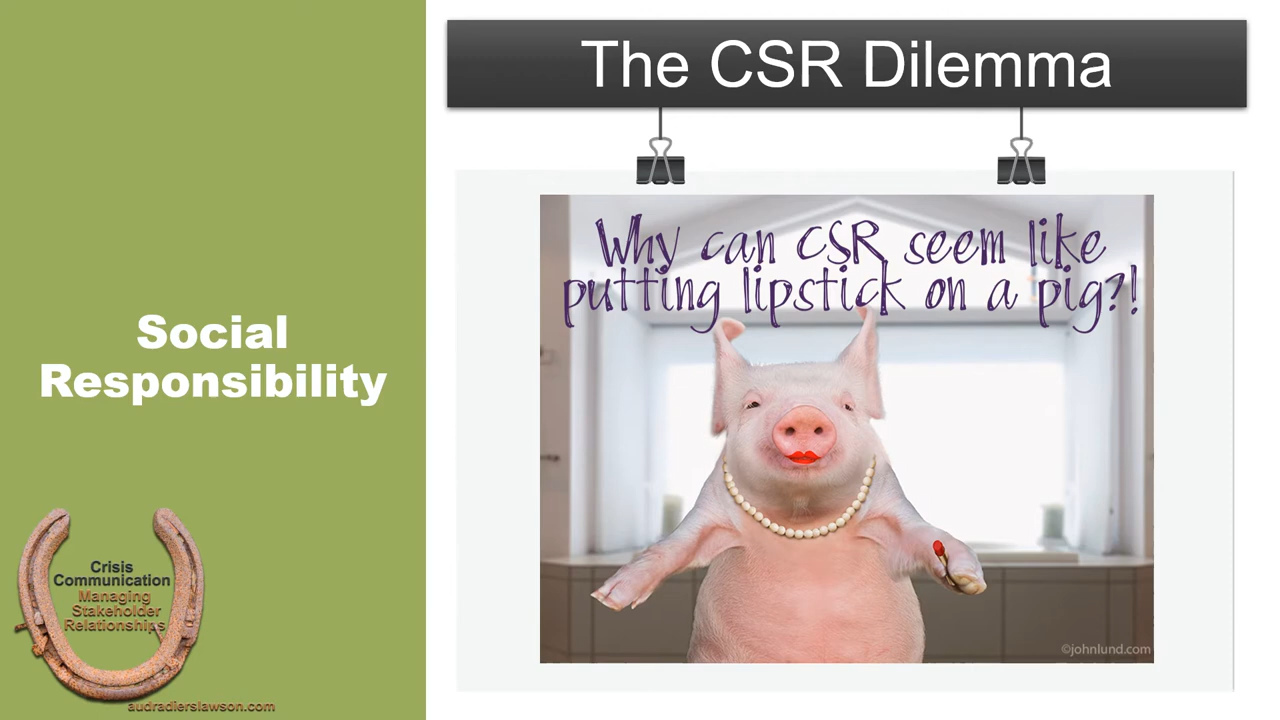 The CSR Dilemma
Why can CSR seem like
putting lipstick on a pig?!
Social
Responsibility
Crisis
Communication
Managing
Stakeholder
Relationships
audradierslawson.com
©johnlund.com